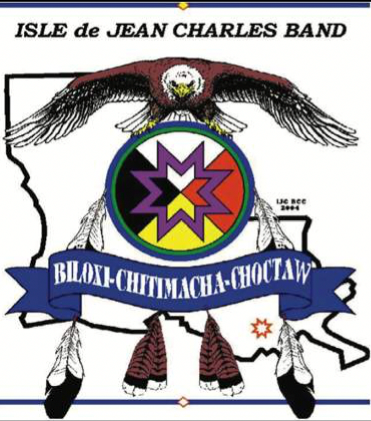 ISLE de JEAN CHARLES BAND
IJC BCC
2004
BILOXI-CHITIMACHA-CHOCTAW